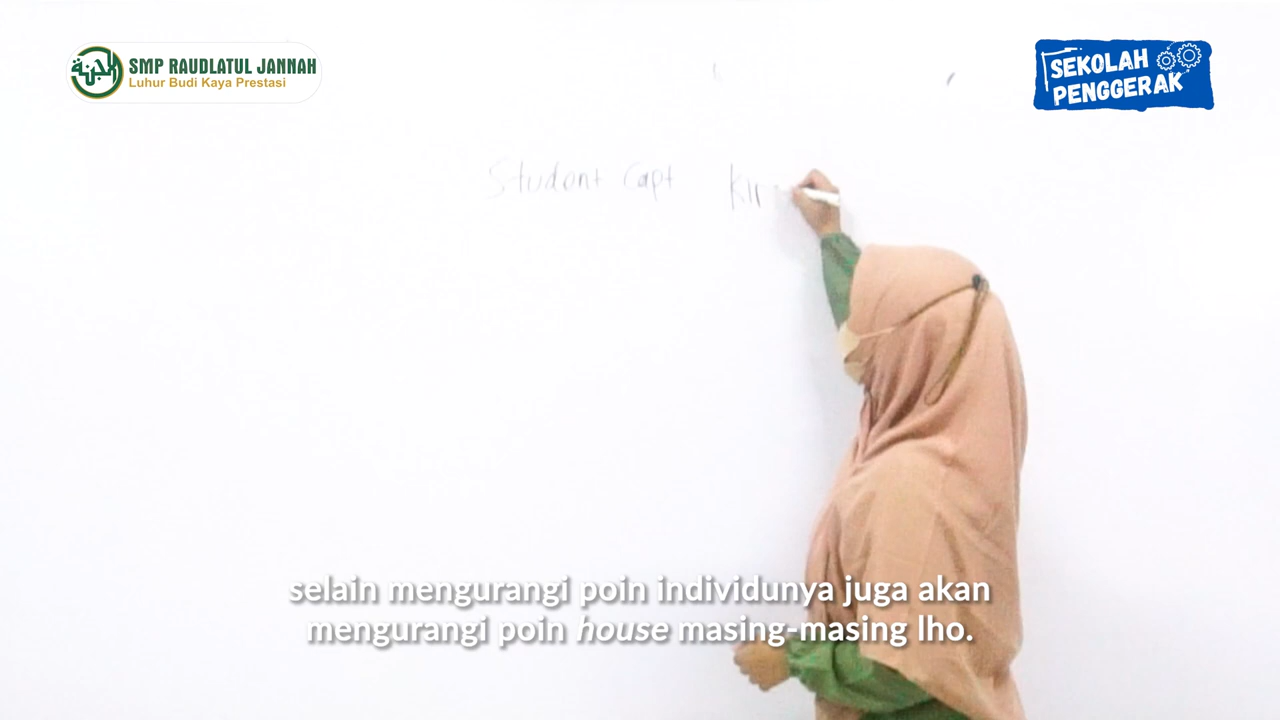 SMP RAUDLATUL JANNAH
Luhur Budi Kaya Prestasi
SEKOLAH
PENGGERAK
Student Capt
selain mengurangi poin individunya juga akan
mengurangi poin house masing-masing lho.